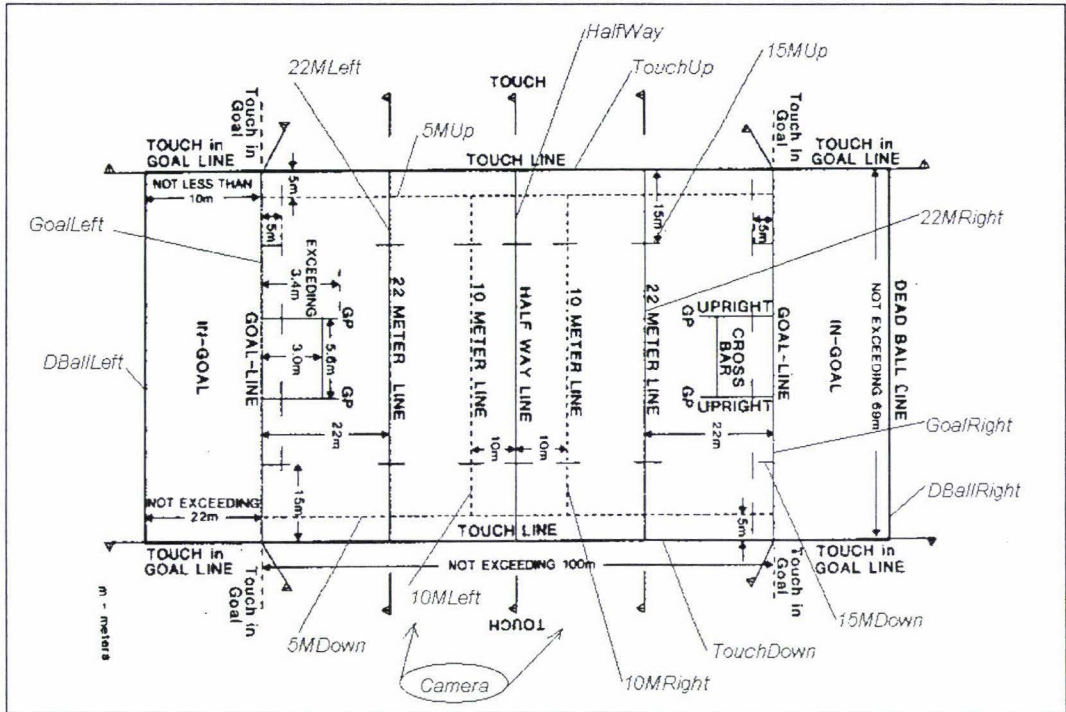 HalfWay
15MUp
22MLeft
TouchUp
TOUCH
5MUp
Touch in
Goal
Touch in
Goal
TOUCH in
GOAL LINE
TOUCH LINE
TOUCH in
GOAL LINE
NOT LESS THAN
10m
5m
15m
GoalLeft
5m
5m
22MRight
EXCEEDING
3.4m
GP
3.0m
5.6m
GP
IN-GOAL
GOAL-LINE
22 METER LINE
10 METER LINE
HALF WAY LINE
10 METER LINE
22 METER LINE
GP
UPRIGHT
CROSS
BAR
GP
UPRIGHT
GOAL-LINE
IN-GOAL
NOT EXCEEDING 69m
DEAD BALL LINE
DBallLeft
22m
10m
10m
22m
GoalRight
15m
NOT EXCEEDING
22m
TOUCH LINE
5m
DBallRight
TOUCH in
GOAL LINE
NOT EXCEEDING 100m
TOUCH in
GOAL LINE
Touch in
Goal
Touch in
Goal
10MLeft
15MDown
5MDown
TOUCH
TouchDown
Camera
10MRight
m - meters